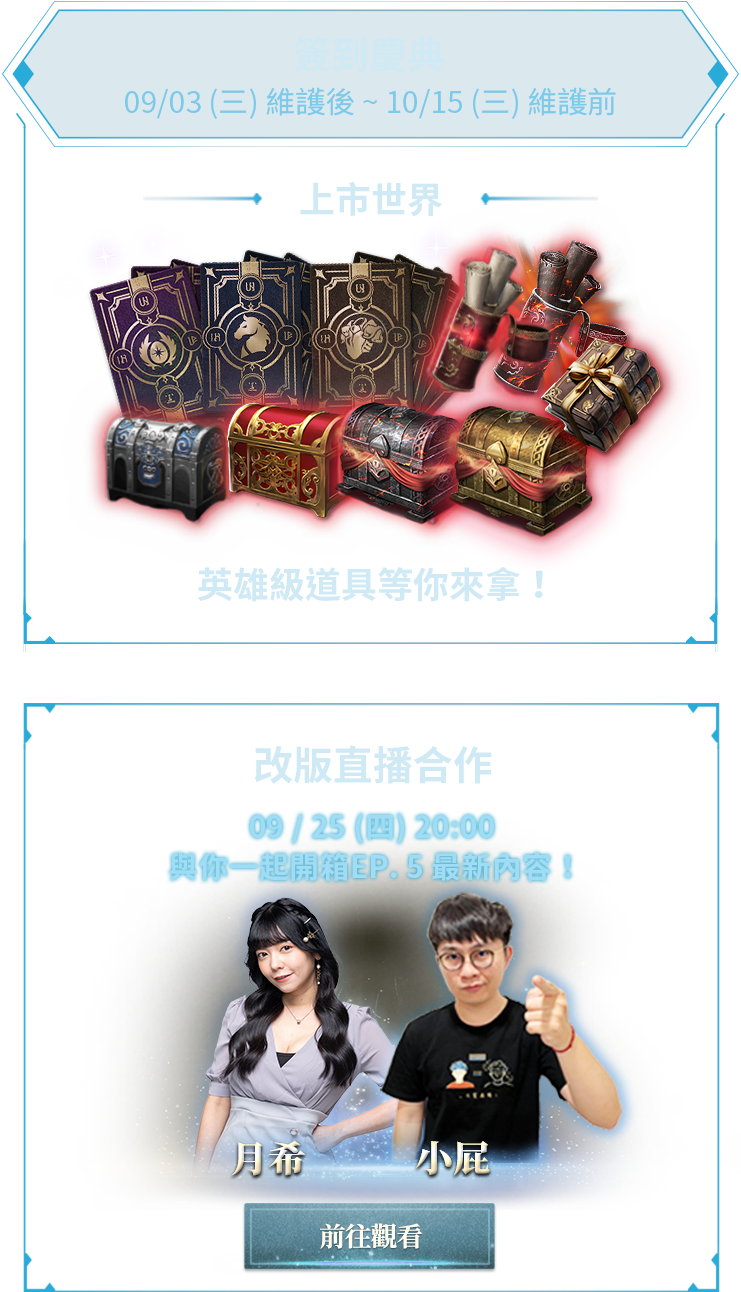 簽到慶典
09/03 (三) 維護後 ~ 10/15 (三) 維護前
上市世界
英雄級道具等你來拿！
改版直播合作
09 / 25 (四) 20:00
與你一起開箱EP. 5 最新內容！
月希
小屁
前往觀看